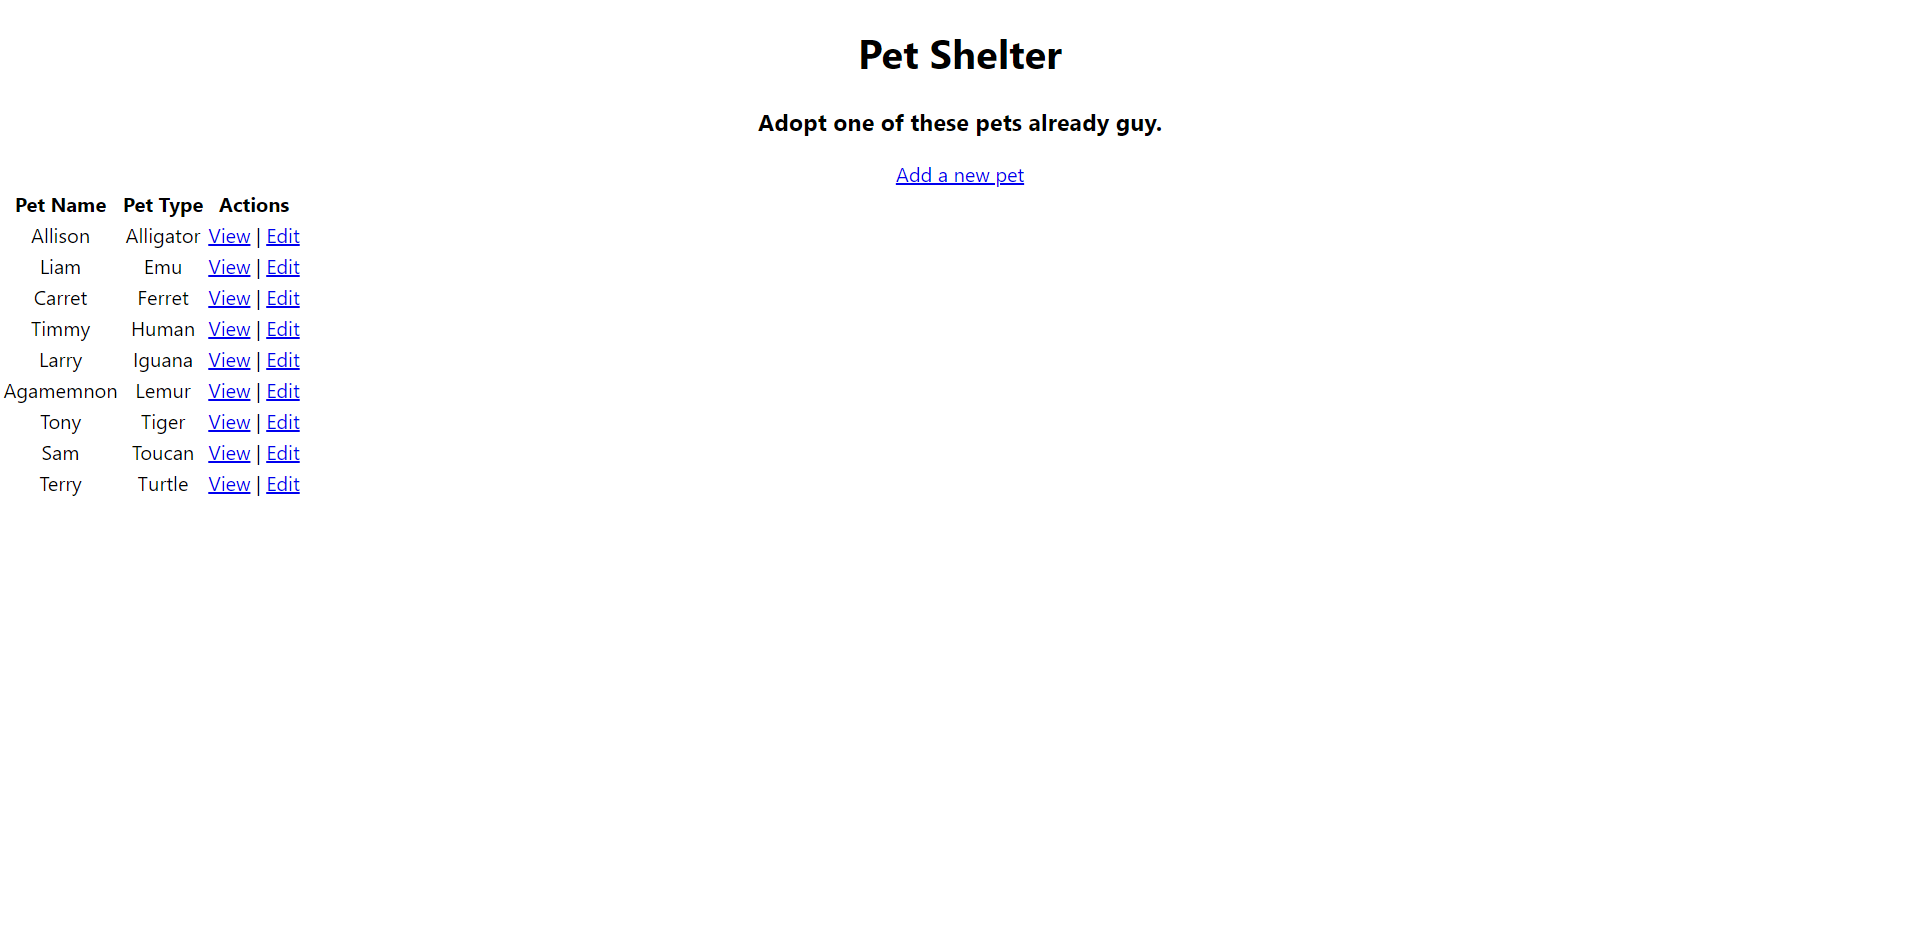 Pet Shelter
Adopt one of these pets already guy.
Add a new pet
Pet Name Pet Type Actions
Allison Alligator View | Edit
Liam Emu View | Edit
Carret Ferret View | Edit
Timmy Human View | Edit
Larry Iguana View | Edit
Agamemnon Lemur View | Edit
Tony Tiger View | Edit
Sam Toucan View | Edit
Terry Turtle View | Edit